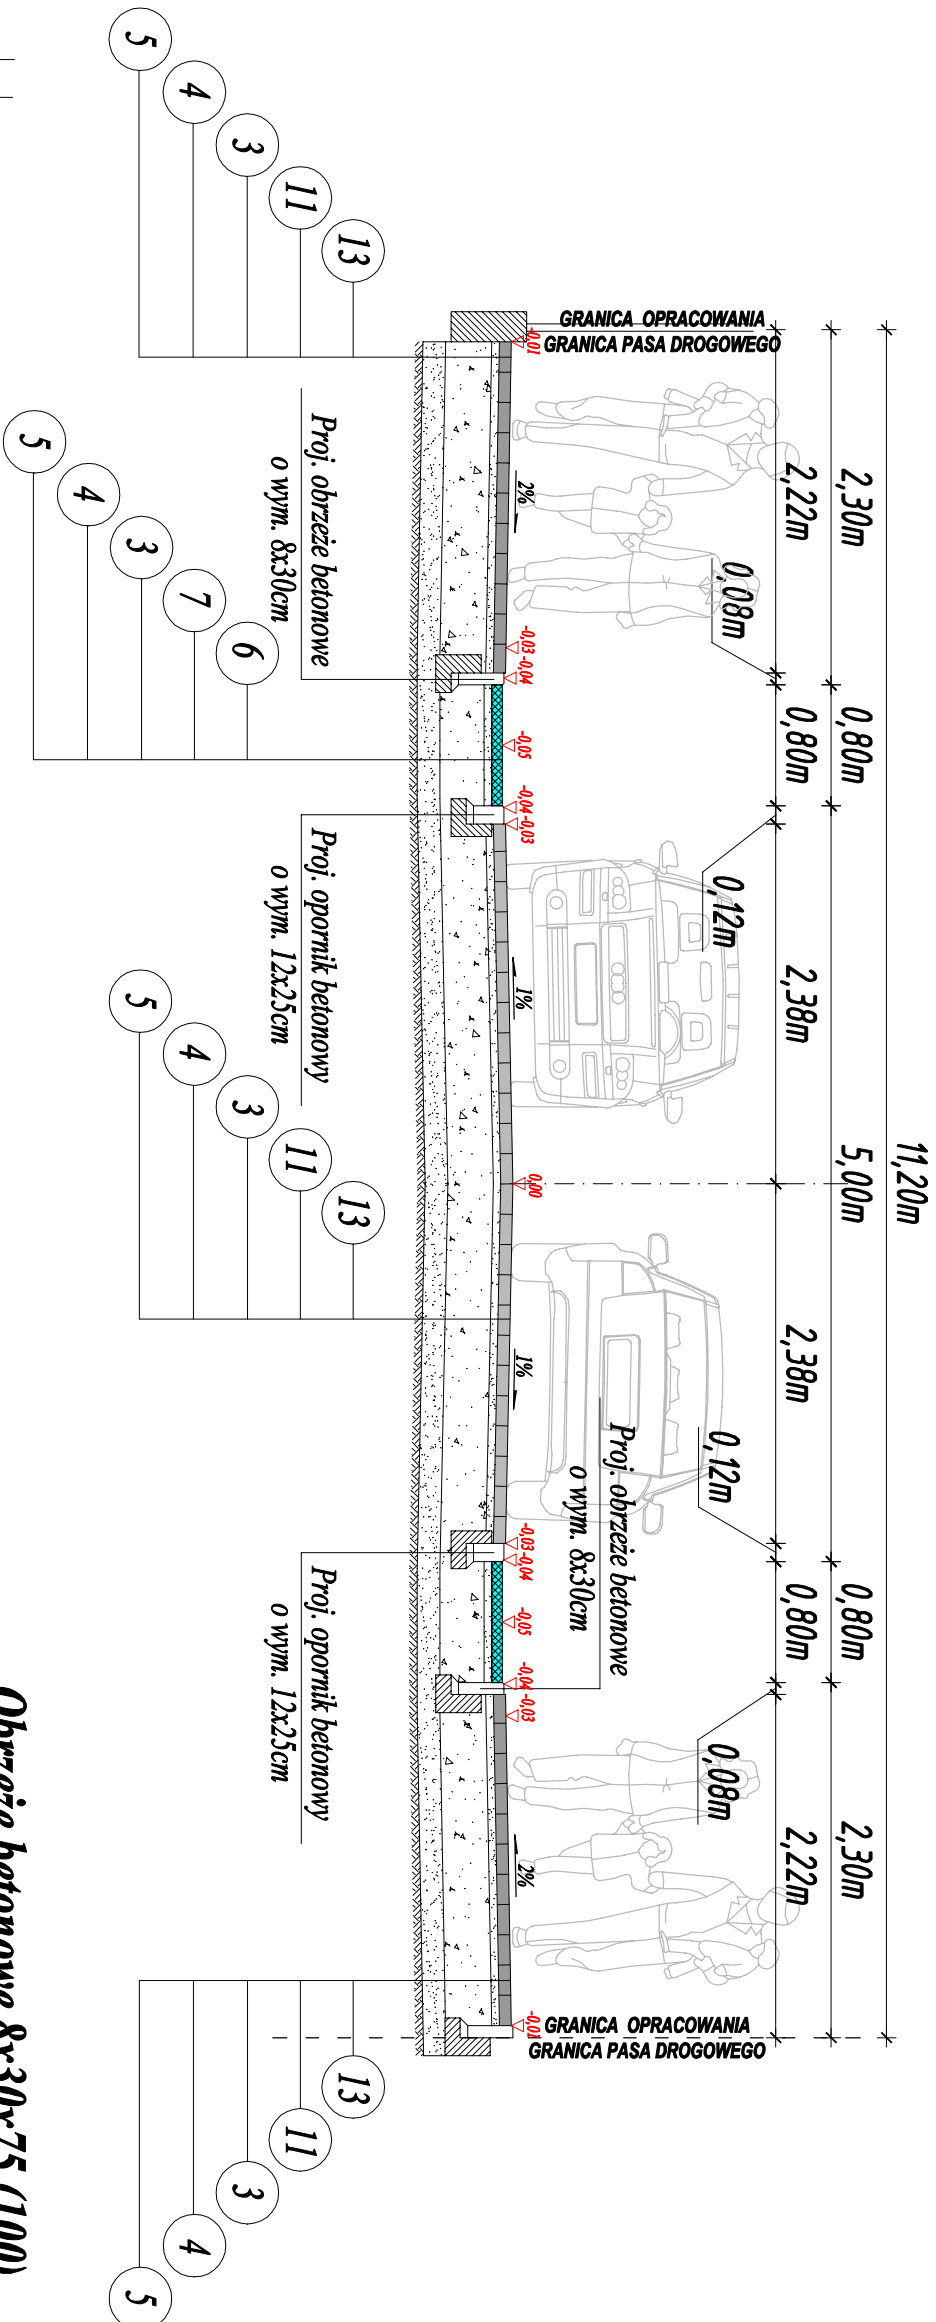 11,20m
2,30m
0,80m
5,00m
0,80m
2,30m
2,22m
0,80m
2,38m
2,38m
0,80m
2,22m
0,08m
0,12m
0,12m
0,08m
GRANICA OPRACOWANIA
GRANICA PASA DROGOWEGO
GRANICA OPRACOWANIA
GRANICA PASA DROGOWEGO
-0,01
2%
-0,03
-0,04
-0,05
-0,04
-0,03
1%
0,00
1%
-0,03
-0,04
-0,05
-0,04
-0,03
2%
-0,01
Proj. obrzeże betonowe
o wym. 8x30cm
Proj. obrzeże betonowe
o wym. 8x30cm
Proj. opornik betonowy
o wym. 12x25cm
Proj. opornik betonowy
o wym. 12x25cm
13
11
3
4
5
6
7
3
4
5
13
11
3
4
5
13
11
3
4
5
Obrzeże betonowe 8x30x75 (100)